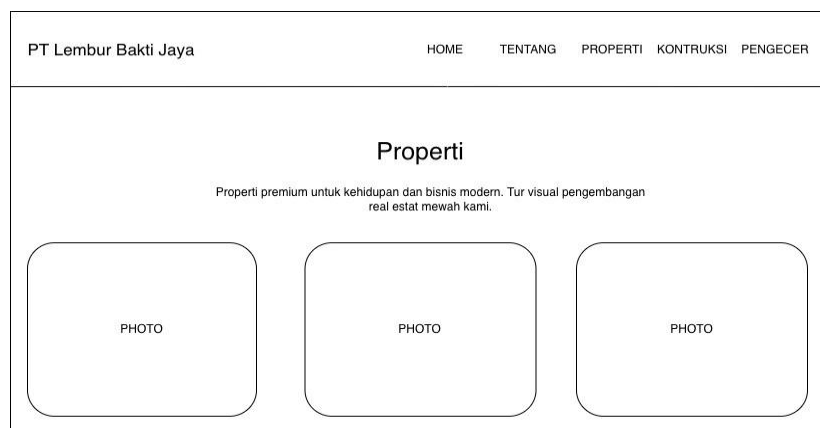 PT Lembur Bakti Jaya
HOME TENTANG PROPERTI KONTRUKSI PENGECER
Properti
Properti premium untuk kehidupan dan bisnis modern. Tur visual pengembangan
real estat mewah kami.
PHOTO PHOTO PHOTO